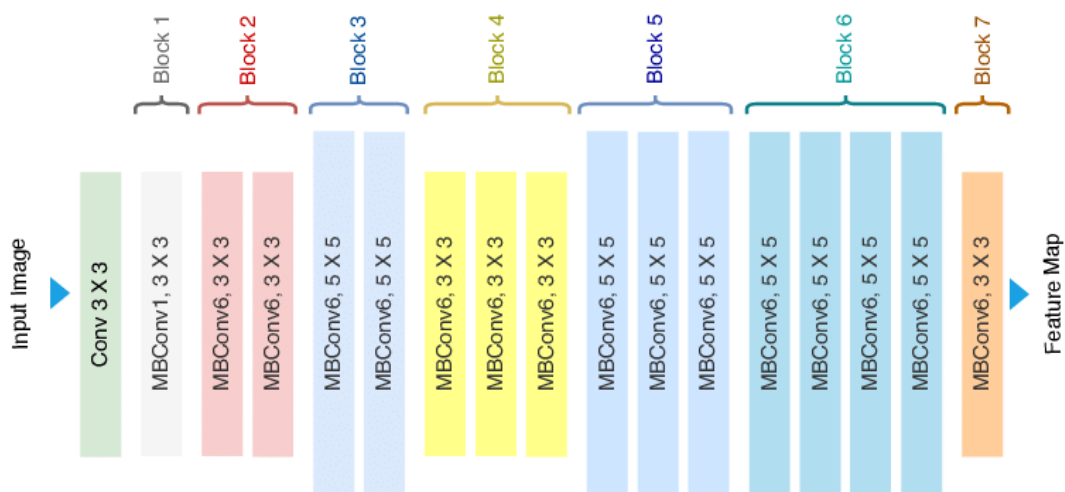 Input Image
Conv 3 X 3
Block 1
MBConv1, 3 X 3
Block 2
MBConv6, 3 X 3
MBConv6, 3 X 3
Block 3
MBConv6, 5 X 5
MBConv6, 5 X 5
Block 4
MBConv6, 3 X 3
MBConv6, 3 X 3
MBConv6, 3 X 3
Block 5
MBConv6, 5 X 5
MBConv6, 5 X 5
MBConv6, 5 X 5
Block 6
MBConv6, 5 X 5
MBConv6, 5 X 5
MBConv6, 5 X 5
MBConv6, 5 X 5
Block 7
MBConv6, 3 X 3
Feature Map